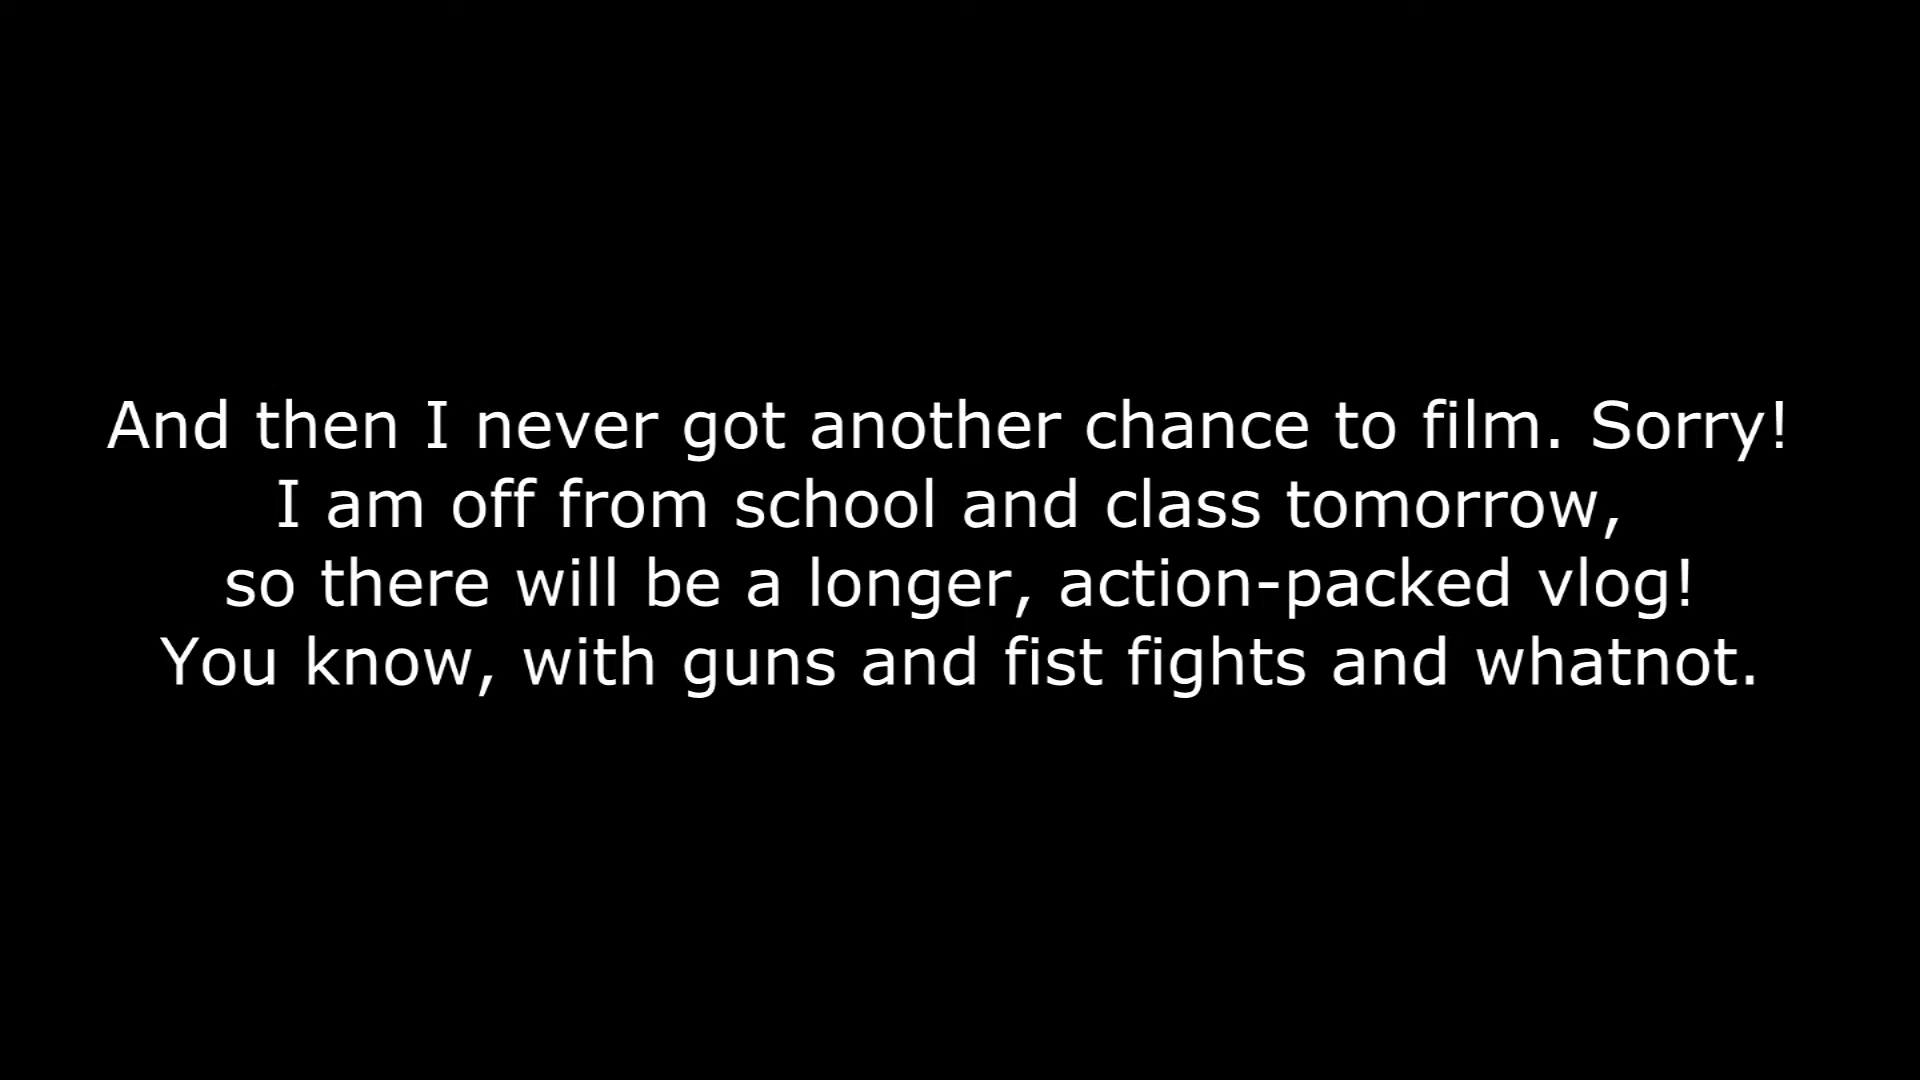 And then I never got another chance to film. Sorry!
I am off from school and class tomorrow,
so there will be a longer, action-packed vlog!
You know, with guns and fist fights and whatnot.